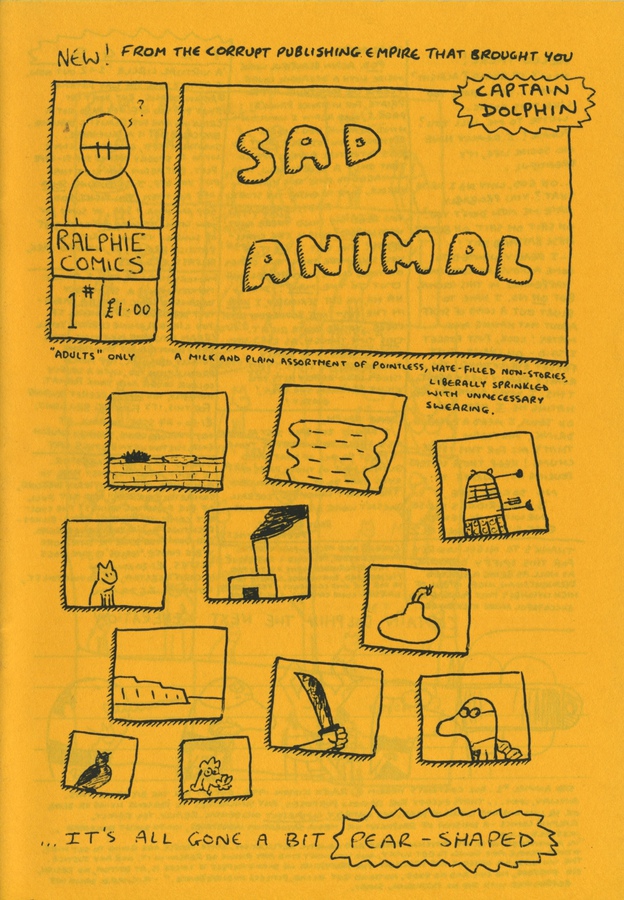 NEW! FROM THE CORRUPT PUBLISHING EMPIRE THAT BROUGHT YOU
CAPTAIN
DOLPHIN
?
SAD
ANIMAL
RALPHIE
COMICS
1# £1.00
"ADULTS" ONLY
A MILK AND PLAIN ASSORTMENT OF POINTLESS, HATE-FILLED NON-STORIES,
LIBERALLY SPRINKLED
WITH UNNECESSARY
SWEARING.
...IT'S ALL GONE A BIT PEAR-SHAPED